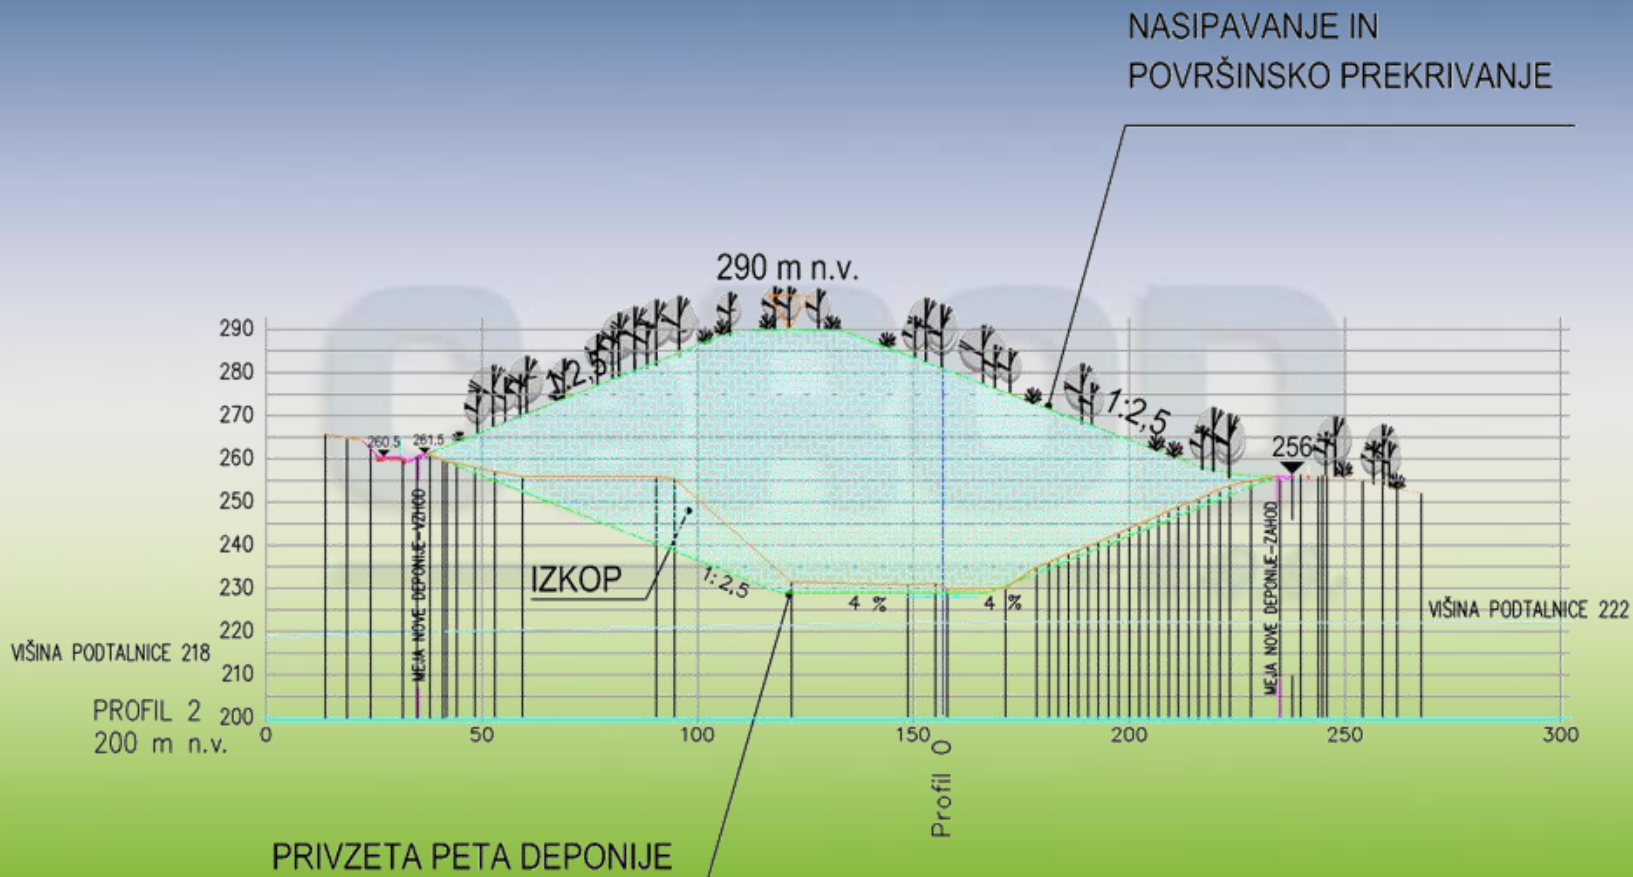 NASIPAVANJE IN
POVRŠINSKO PREKRIVANJE
290 m n.v.
290
280
270
260
250
240
230
220
210
200
1:2,5
1:2,5
260.5
261,5
256
MEJA NOVE DEPONIJE-VZHOD
MEJA NOVE DEPONIJE-ZAHOD
IZKOP
1:2,5
4 %
4 %
VIŠINA PODTALNICE 222
VIŠINA PODTALNICE 218
PROFIL 2
200 m n.v.
0 50 100 150 200 250 300
Profil O
PRIVZETA PETA DEPONIJE